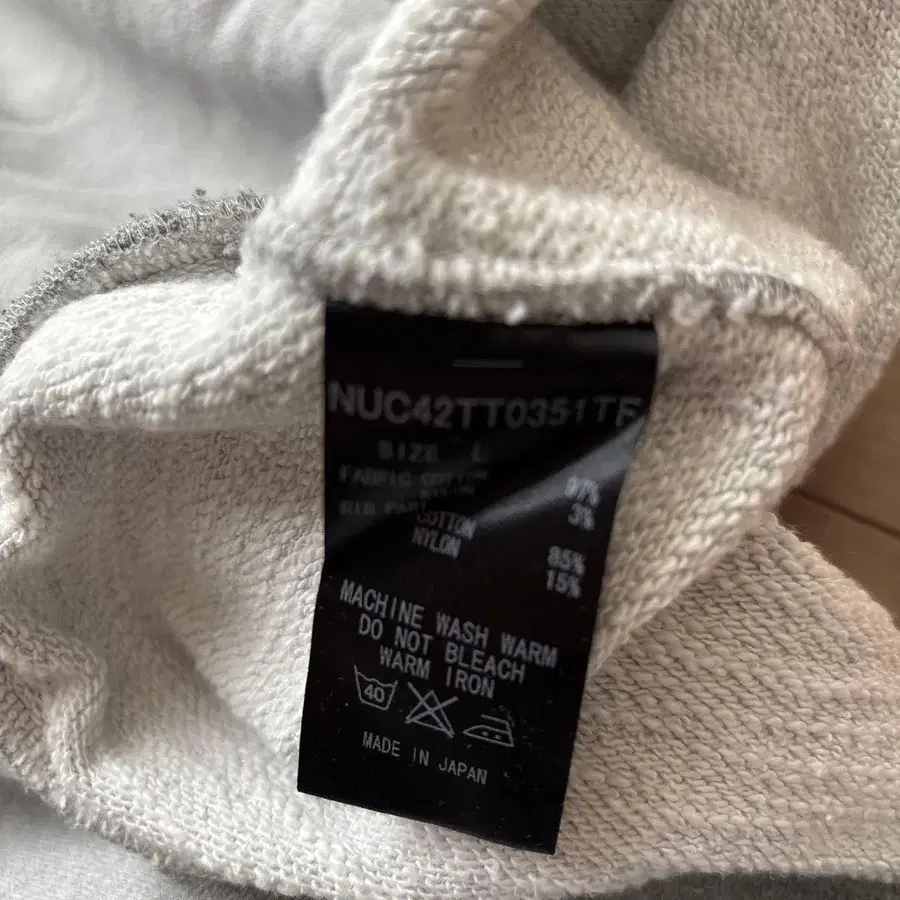 NUC42TT0351TF
SIZE L
FABRIC COTTON 97%
NYLON 3%
RIB PART
COTTON 85%
NYLON 15%
MACHINE WASH WARM
DO NOT BLEACH
WARM IRON
40
MADE IN JAPAN